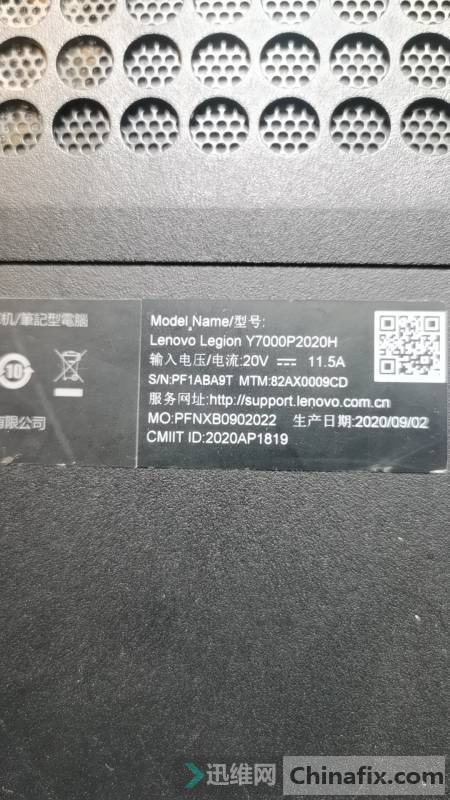 机/筆記型電腦
10
有限公司
Model Name/型号:
Lenovo Legion Y7000P2020H
输入电压/电流:20V ⎓ 11.5A
S/N:PF1ABA9T MTM:82AX0009CD
服务网址:http://support.lenovo.com.cn
MO:PFNXB0902022 生产日期:2020/09/02
CMIIT ID:2020AP1819
迅维网
Chinafix.com